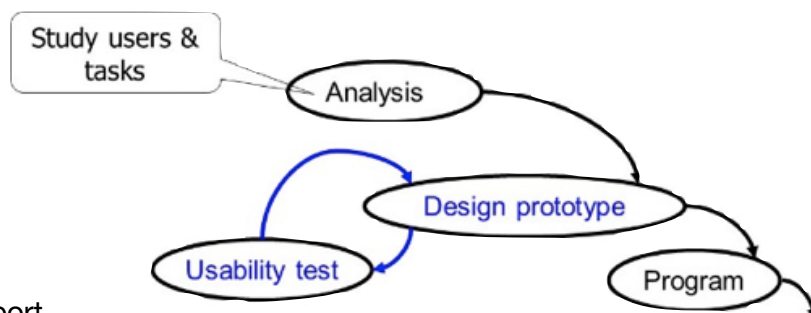 Study users &
tasks
Analysis
Design prototype
Usability test
Program